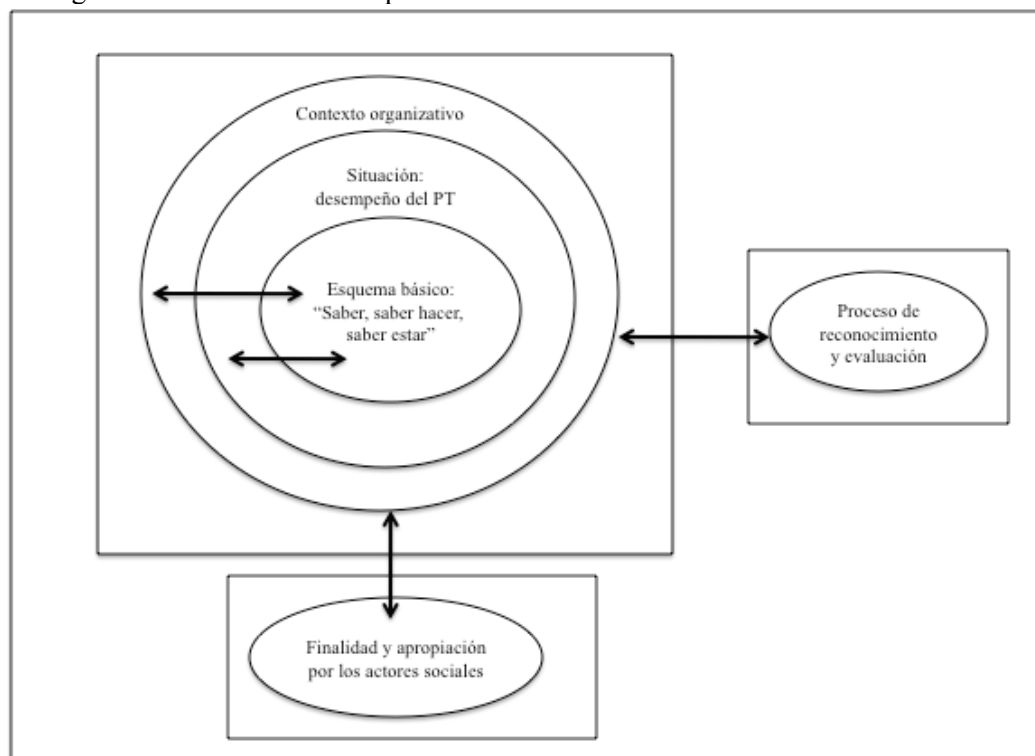 Contexto organizativo
Situación:
desempeño del PT
Esquema básico:
“Saber, saber hacer,
saber estar”
Proceso de
reconocimiento
y evaluación
Finalidad y apropiación
por los actores sociales